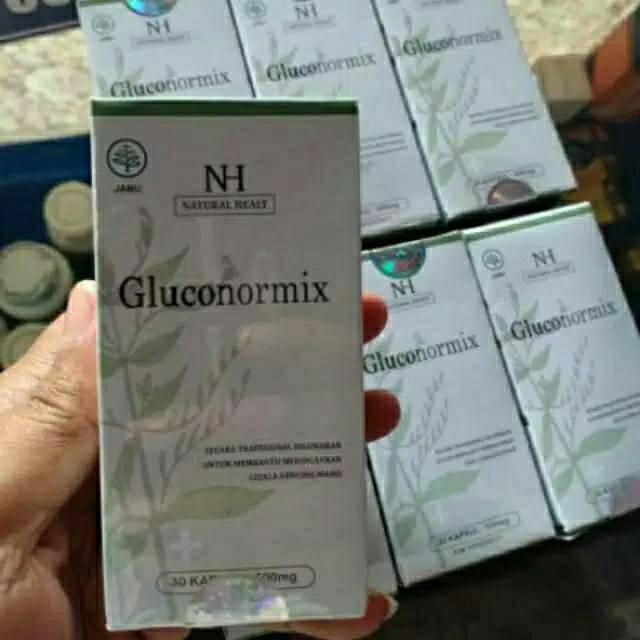 NH
Gluconormix
NH
Gluconormix
Gluconormix
JAMU
NH
NATURAL HEALT
Gluconormix
SECARA TRADISIONAL DIGUNAKAN
UNTUK MEMBANTU MERINGANKAN
GEJALA KENCING MANIS
30 KAP 500mg
NH
Gluconormix
NH
Gluconormix